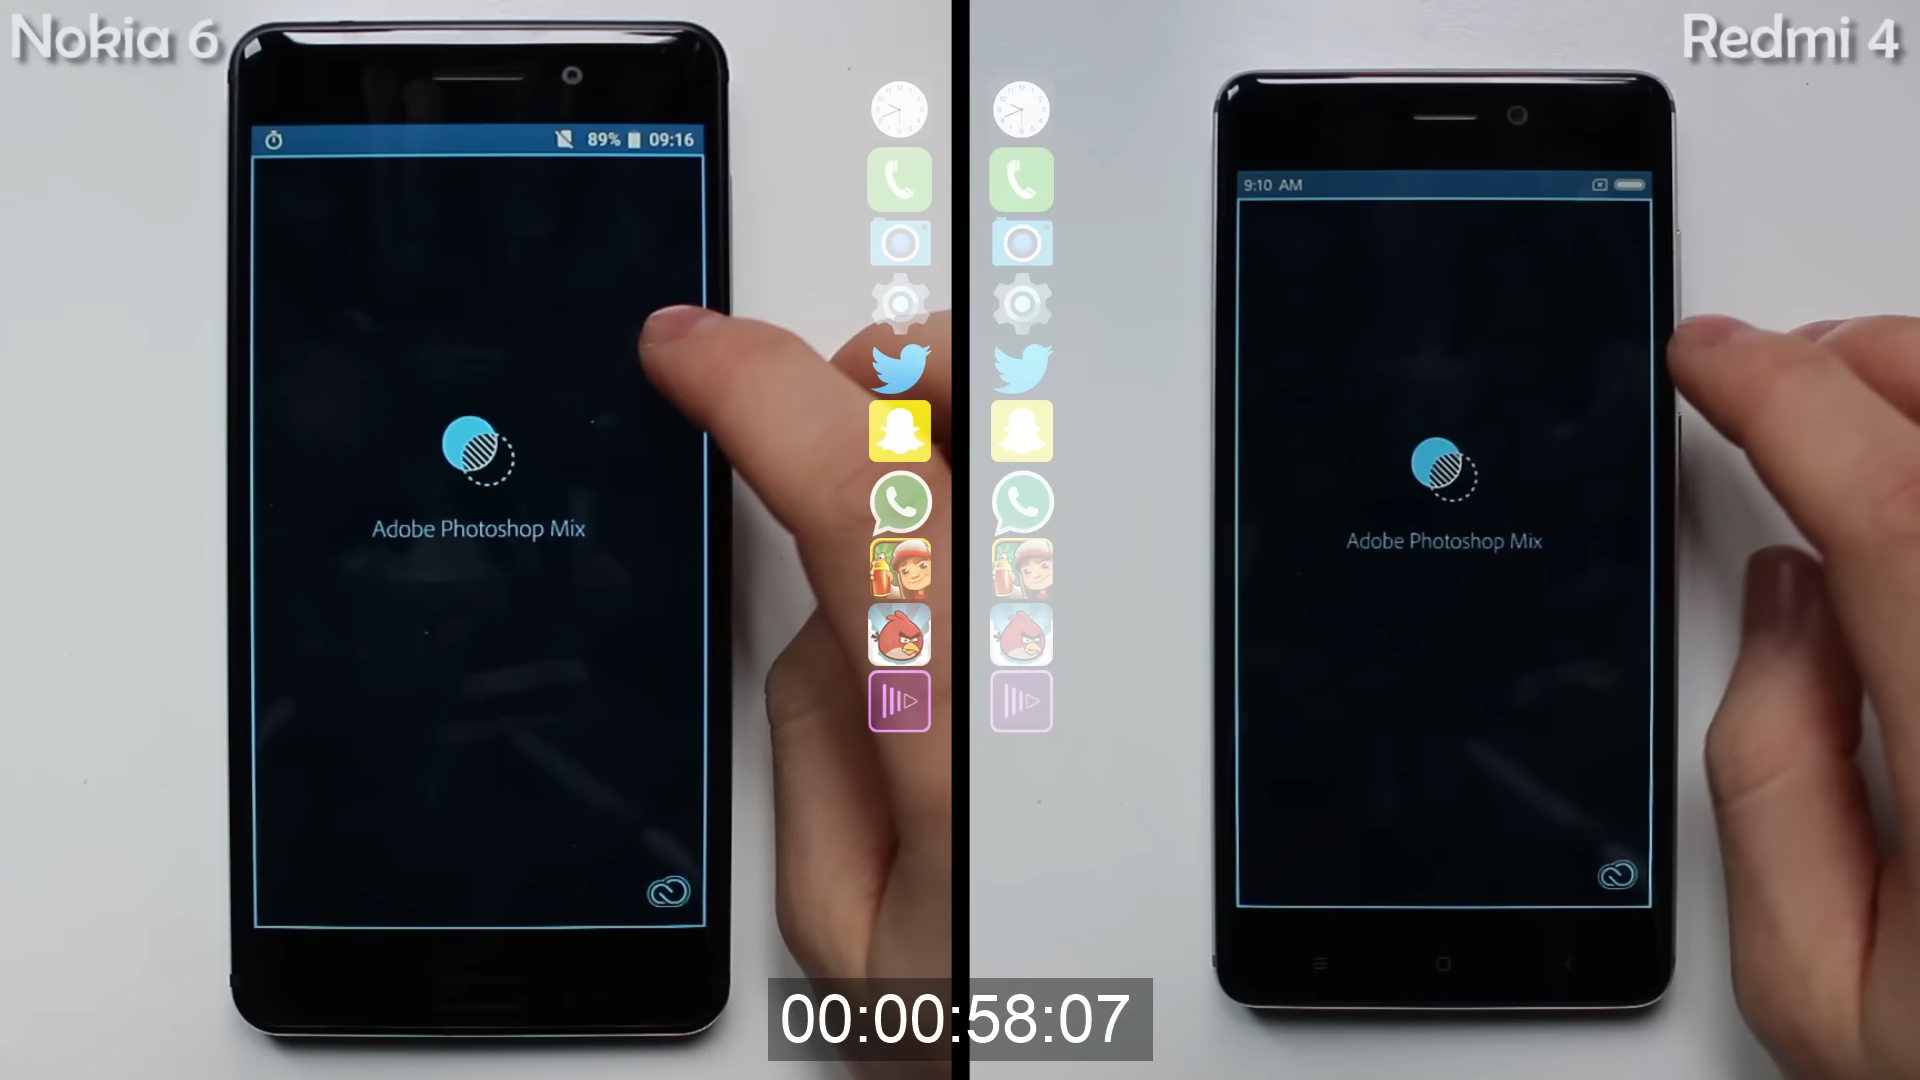 Nokia 6
Redmi 4
89% 09:16
9:10 AM
Adobe Photoshop Mix
Adobe Photoshop Mix
00:00:58:07